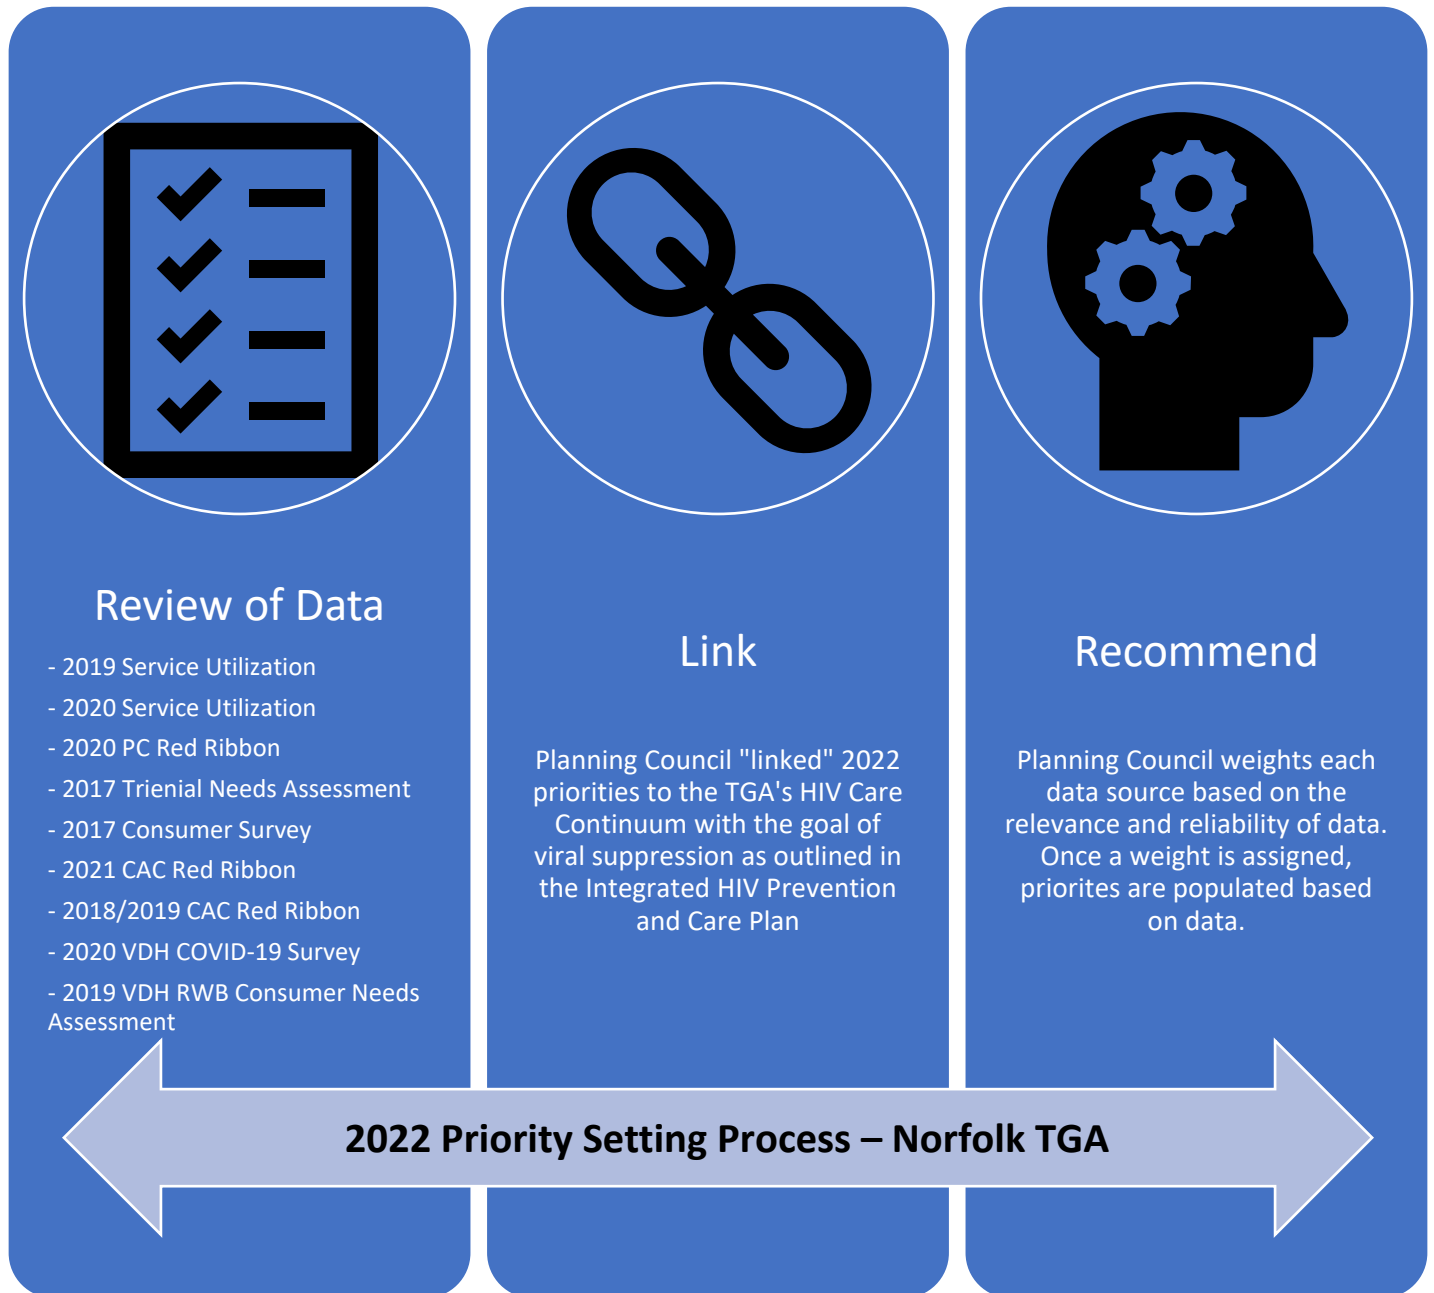 Review of Data
- 2019 Service Utilization
- 2020 Service Utilization
- 2020 PC Red Ribbon
- 2017 Trienial Needs Assessment
- 2017 Consumer Survey
- 2021 CAC Red Ribbon
- 2018/2019 CAC Red Ribbon
- 2020 VDH COVID-19 Survey
- 2019 VDH RWB Consumer Needs
Assessment
Link
Planning Council "linked" 2022
priorities to the TGA's HIV Care
Continuum with the goal of
viral suppression as outlined in
the Integrated HIV Prevention
and Care Plan
Recommend
Planning Council weights each
data source based on the
relevance and reliability of data.
Once a weight is assigned,
priorites are populated based
on data.
2022 Priority Setting Process – Norfolk TGA